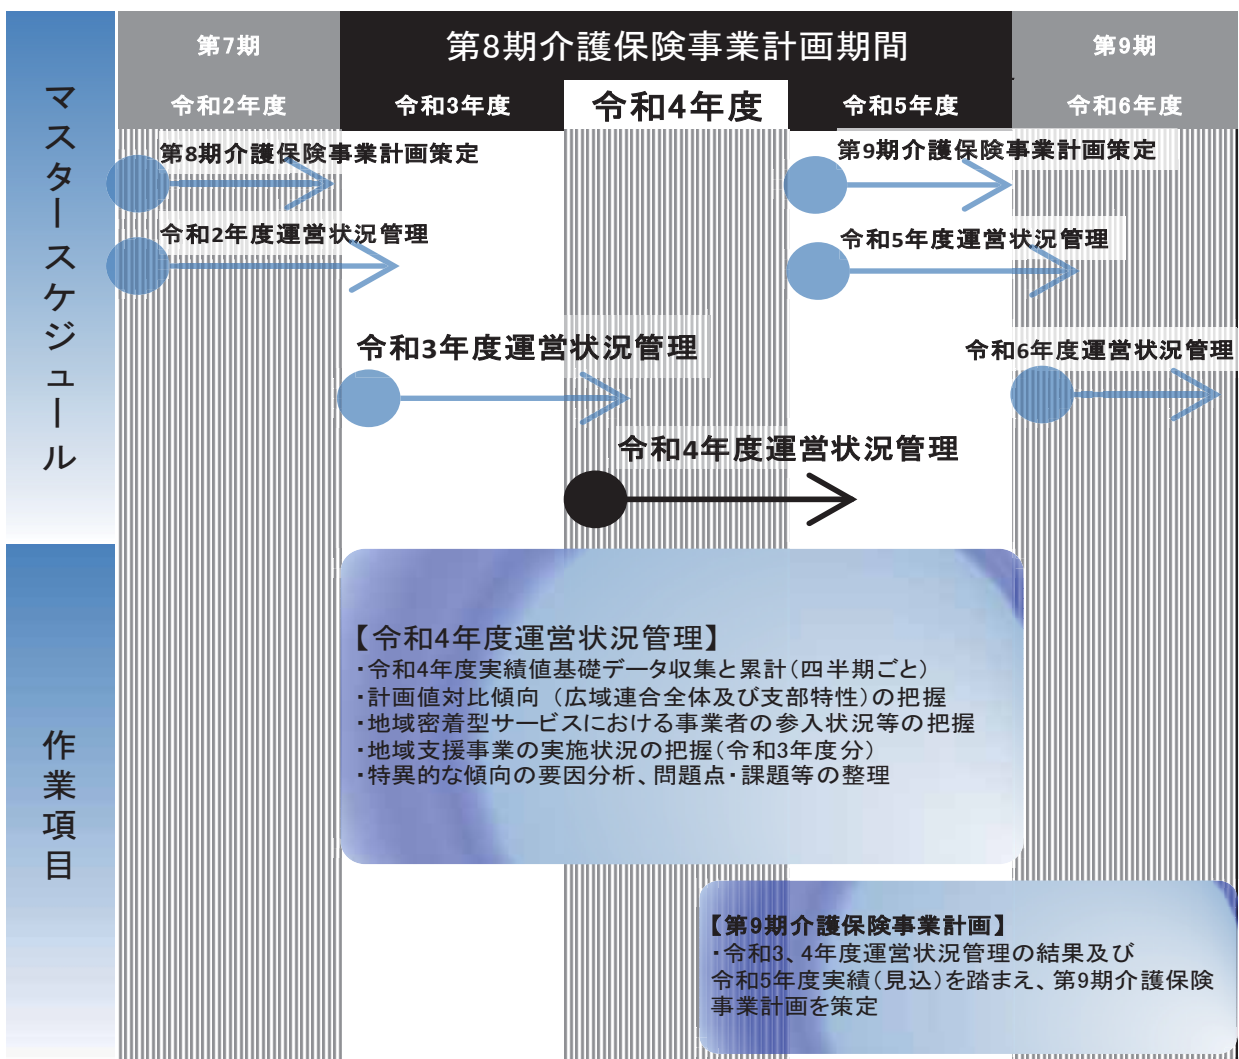 マスタースケジュール
第7期
第8期介護保険事業計画期間
第9期
令和2年度
令和3年度
令和4年度
令和5年度
令和6年度
第8期介護保険事業計画策定
第9期介護保険事業計画策定
令和2年度運営状況管理
令和5年度運営状況管理
令和3年度運営状況管理
令和6年度運営状況管理
令和4年度運営状況管理
作業項目
【令和4年度運営状況管理】
・令和4年度実績値基礎データ収集と累計（四半期ごと）
・計画値対比傾向（広域連合全体及び支部特性）の把握
・地域密着型サービスにおける事業者の参入状況等の把握
・地域支援事業の実施状況の把握（令和3年度分）
・特異的な傾向の要因分析、問題点・課題等の整理
【第9期介護保険事業計画】
・令和3、4年度運営状況管理の結果及び
令和5年度実績（見込）を踏まえ、第9期介護保険
事業計画を策定